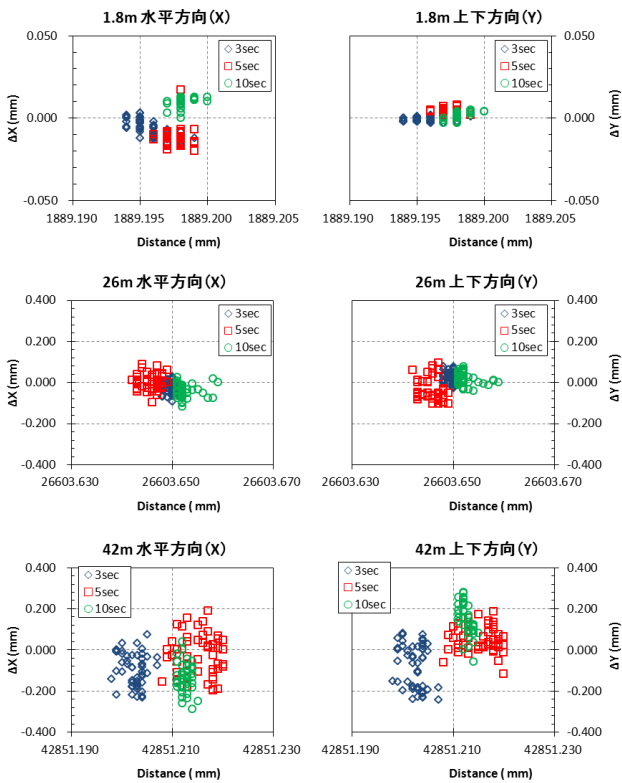 1.8m 水平方向(X)
0.050
0.000
-0.050
ΔX (mm)
3sec
5sec
10sec
1889.190 1889.195 1889.200 1889.205
Distance ( mm)
1.8m 上下方向(Y)
0.050
0.000
-0.050
ΔY (mm)
3sec
5sec
10sec
1889.190 1889.195 1889.200 1889.205
Distance ( mm)
26m 水平方向(X)
0.400
0.200
0.000
-0.200
-0.400
ΔX (mm)
3sec
5sec
10sec
26603.630 26603.650 26603.670
Distance ( mm)
26m 上下方向(Y)
0.400
0.200
0.000
-0.200
-0.400
ΔY (mm)
3sec
5sec
10sec
26603.630 26603.650 26603.670
Distance ( mm)
42m 水平方向(X)
0.400
0.200
0.000
-0.200
-0.400
ΔX (mm)
3sec
5sec
10sec
42851.190 42851.210 42851.230
Distance ( mm)
42m 上下方向(Y)
0.400
0.200
0.000
-0.200
-0.400
ΔY (mm)
3sec
5sec
10sec
42851.190 42851.210 42851.230
Distance ( mm)